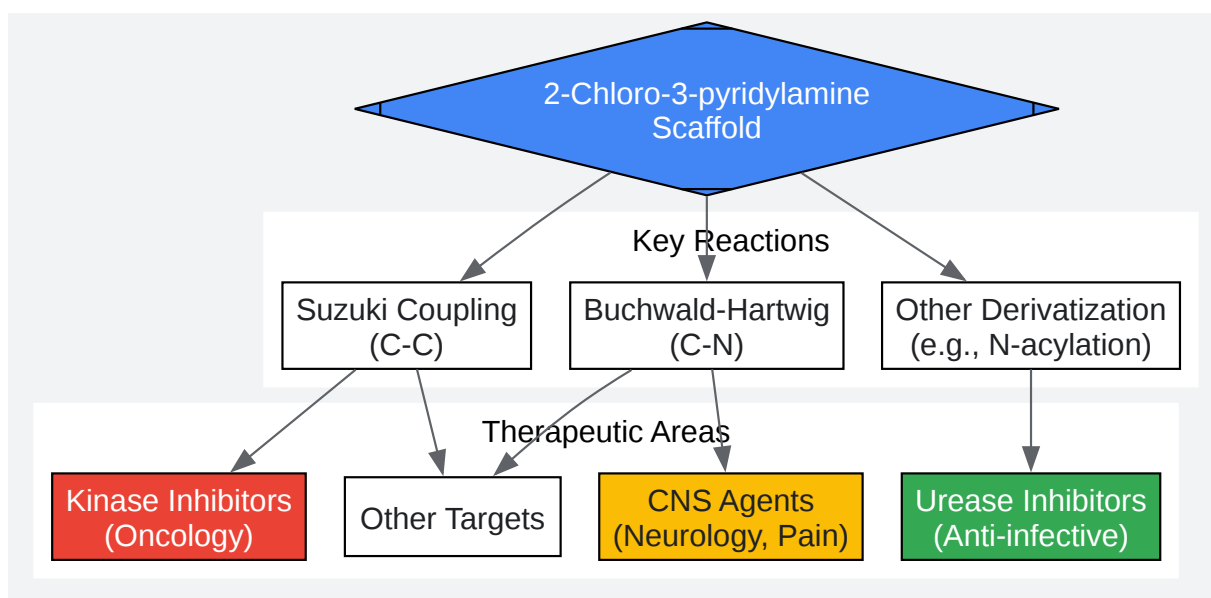 2-Chloro-3-pyridylamine
Scaffold
Key Reactions
Suzuki Coupling
(C-C)
Buchwald-Hartwig
(C-N)
Other Derivatization
(e.g., N-acylation)
Therapeutic Areas
Kinase Inhibitors
(Oncology)
Other Targets
CNS Agents
(Neurology, Pain)
Urease Inhibitors
(Anti-infective)